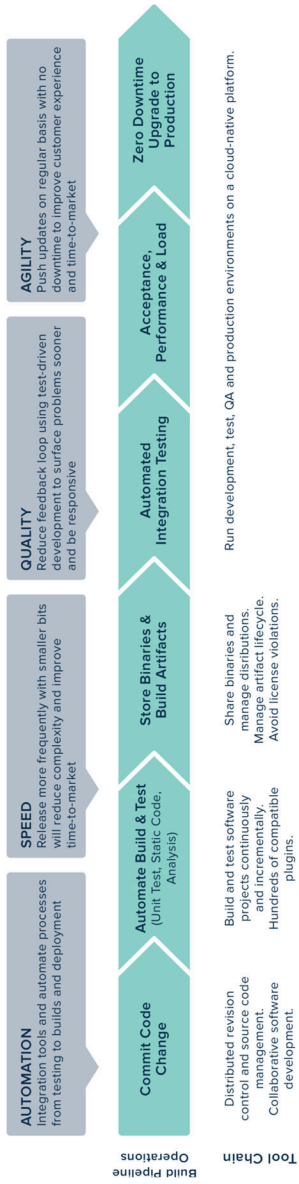 AUTOMATION
Integration tools and automate processes
from testing to builds and deployment
SPEED
Release more frequently with smaller bits
will reduce complexity and improve
time-to-market
QUALITY
Reduce feedback loop using test-driven
development to surface problems sooner
and be responsive
AGILITY
Push updates on regular basis with no
downtime to improve customer experience
and time-to-market
Build Pipeline
Operations
Commit Code
Change
Automate Build & Test
(Unit Test, Static Code,
Analysis)
Store Binaries &
Build Artifacts
Automated
Integration Testing
Acceptance,
Performance & Load
Zero Downtime
Upgrade to
Production
Tool Chain
Distributed revision
control and source code
management.
Collaborative software
development.
Build and test software
projects continuously
and incrementally.
Hundreds of compatible
plugins.
Share binaries and
manage disributions.
Manage artifact lifecycle.
Avoid license violations.
Run development, test, QA and production environments on a cloud-native platform.